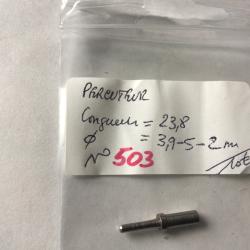 PERCUTEUR
Longueur = 23,8
Ø = 3,9-5-2 mm
N° 503